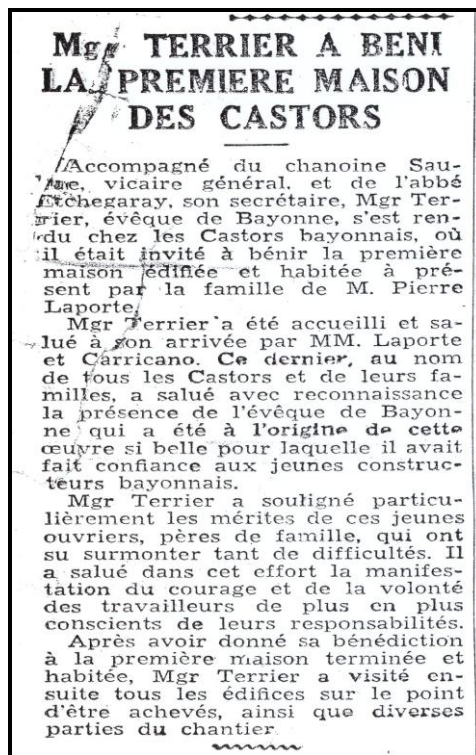 Mgr TERRIER A BENI
LA PREMIERE MAISON
DES CASTORS
Accompagné du chanoine Sau-
vicaire général, et de l'abbé
Etchegaray, son secrétaire, Mgr Ter-
rier, évêque de Bayonne, s'est ren-
du chez les Castors bayonnais, où
il était invité à bénir la première
maison édifiée et habitée à pré-
sent par la famille de M. Pierre
Laporte.
Mgr Terrier a été accueilli et sa-
lué à son arrivée par MM. Laporte
et Carricano. Ce dernier, au nom
de tous les Castors et de leurs fa-
milles, a salué avec reconnaissance
la présence de l'évêque de Bayon-
ne qui a été à l'origine de cette
œuvre si belle pour laquelle il avait
fait confiance aux jeunes construc-
teurs bayonnais.
Mgr Terrier a souligné particu-
lièrement les mérites de ces jeunes
ouvriers, pères de famille, qui ont
su surmonter tant de difficultés. Il
a salué dans cet effort la manifes-
tation du courage et de la volonté
des travailleurs de plus en plus
conscients de leurs responsabilités.
Après avoir donné sa bénédiction
à la première maison terminée et
habitée, Mgr Terrier a visité en-
suite tous les édifices sur le point
d'être achevés, ainsi que diverses
parties du chantier